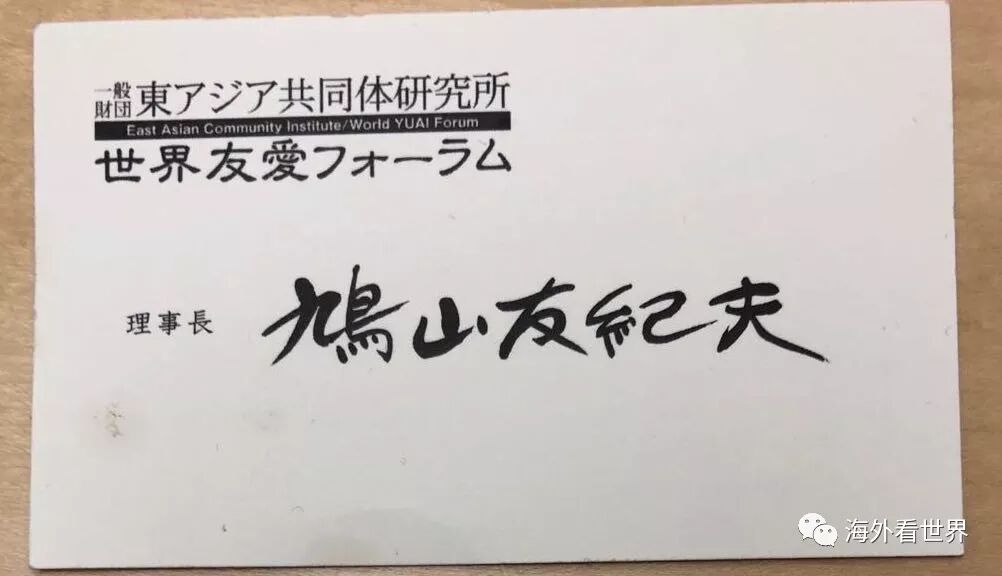 一般財団 東アジア共同体研究所
East Asian Community Institute/World YUAI Forum
世界友愛フォーラム
理事長 鳩山友紀夫
海外看世界